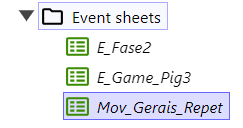 Event sheets
E_Fase2
E_Game_Pig3
Mov_Gerais_Repet